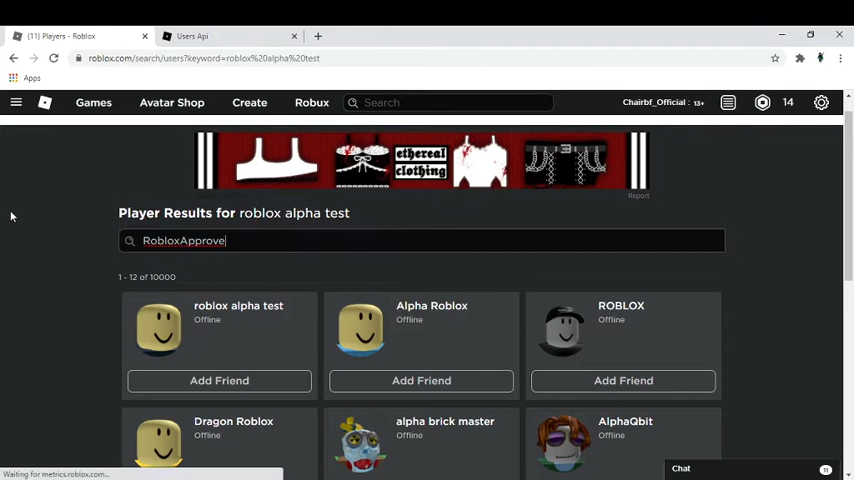 (11) Players - Roblox
Users Api
roblox.com/search/users?keyword=roblox%20alpha%20test
Apps
Games
Avatar Shop
Create
Robux
Search
Chairbf_Official : 13+
14
ethereal
clothing
Report
Player Results for roblox alpha test
RobloxApprove
1 - 12 of 10000
roblox alpha test
Offline
Add Friend
Alpha Roblox
Offline
Add Friend
ROBLOX
Offline
Add Friend
Dragon Roblox
Offline
alpha brick master
Offline
AlphaQbit
Offline
Chat
11
Waiting for metrics.roblox.com...